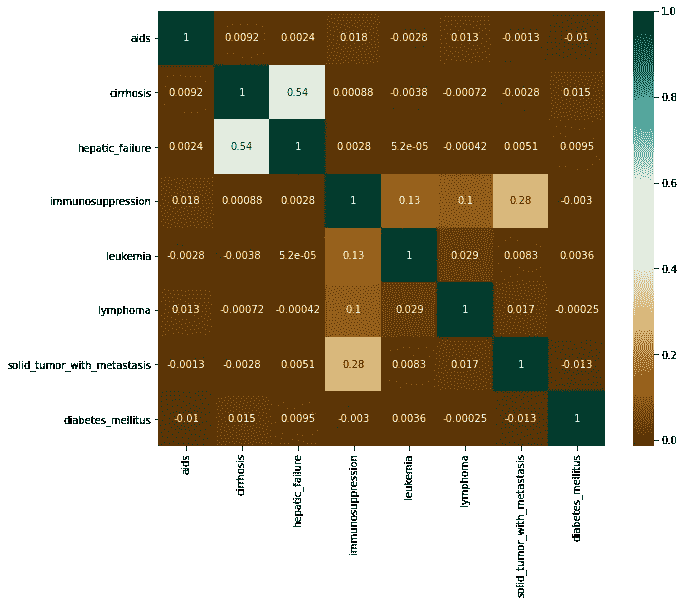 aids 1 0.0092 0.0024 0.018 -0.0028 0.013 -0.0013 -0.01
cirrhosis 0.0092 1 0.54 0.00088 -0.0038 -0.00072 -0.0028 0.015
hepatic_failure 0.0024 0.54 1 0.0028 5.2e-05 -0.00042 0.0051 0.0095
immunosuppression 0.018 0.00088 0.0028 1 0.13 0.1 0.28 -0.003
leukemia -0.0028 -0.0038 5.2e-05 0.13 1 0.029 0.0083 0.0036
lymphoma 0.013 -0.00072 -0.00042 0.1 0.029 1 0.017 -0.00025
solid_tumor_with_metastasis -0.0013 -0.0028 0.0051 0.28 0.0083 0.017 1 -0.013
diabetes_mellitus -0.01 0.015 0.0095 -0.003 0.0036 -0.00025 -0.013 1
aids
cirrhosis
hepatic_failure
immunosuppression
leukemia
lymphoma
solid_tumor_with_metastasis
diabetes_mellitus
1.0
0.8
0.6
0.4
0.2
0.0